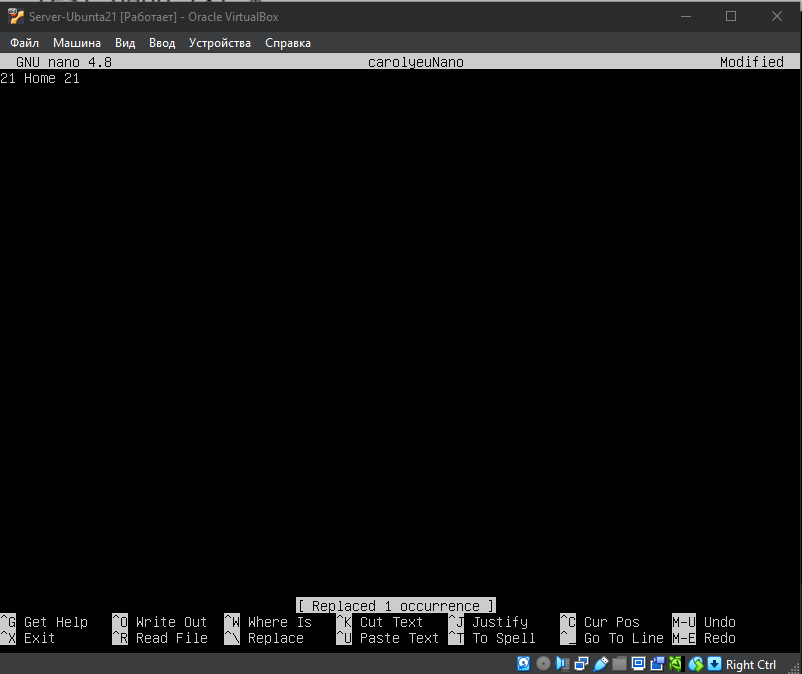 Server-Ubunta21 [Работает] - Oracle VirtualBox
Файл Машина Вид Ввод Устройства Справка
GNU nano 4.8 carolyeuNano Modified
21 Home 21
[ Replaced 1 occurrence ]
^G Get Help ^O Write Out ^W Where Is ^K Cut Text ^J Justify ^C Cur Pos M-U Undo
^X Exit ^R Read File ^\ Replace ^U Paste Text ^T To Spell ^_ Go To Line M-E Redo
Right Ctrl